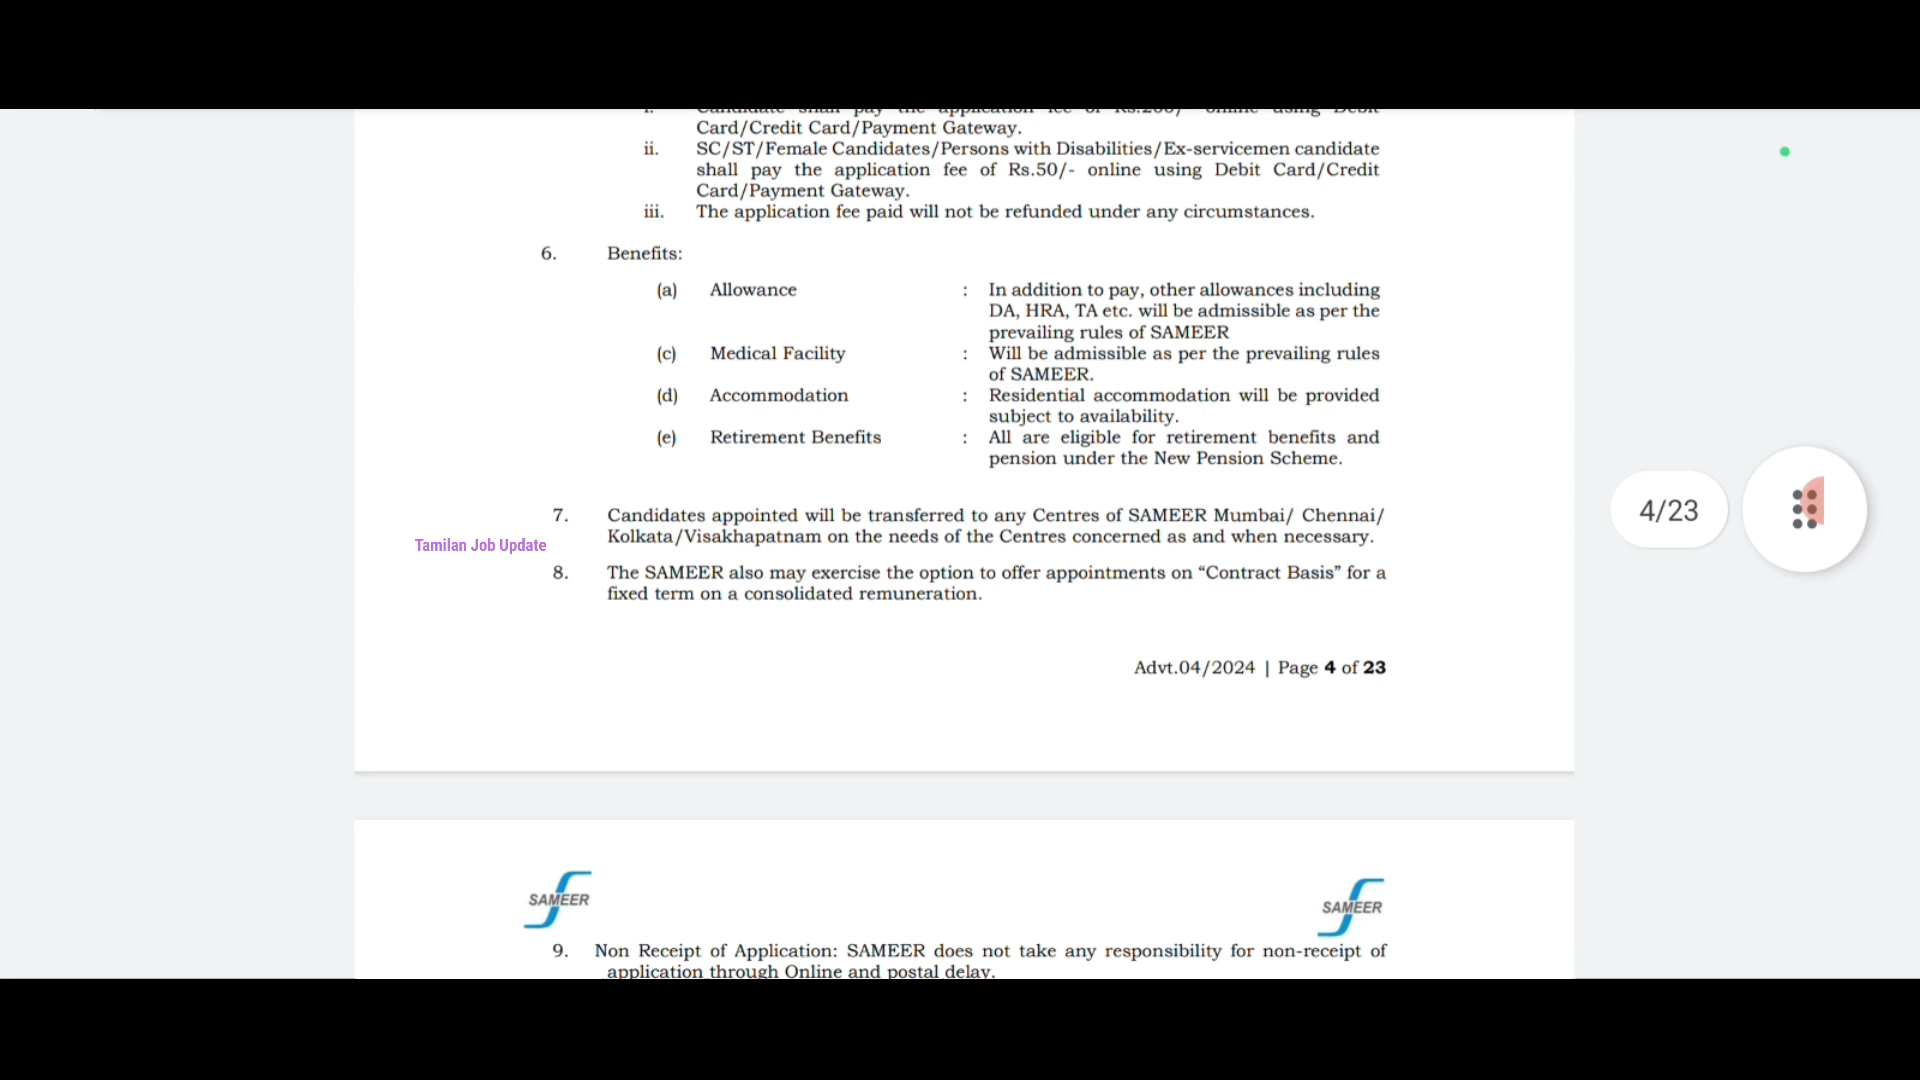 Card/Credit Card/Payment Gateway.
ii. SC/ST/Female Candidates/Persons with Disabilities/Ex-servicemen candidate
shall pay the application fee of Rs.50/- online using Debit Card/Credit
Card/Payment Gateway.
iii. The application fee paid will not be refunded under any circumstances.
6. Benefits:
(a) Allowance : In addition to pay, other allowances including
DA, HRA, TA etc. will be admissible as per the
prevailing rules of SAMEER
(c) Medical Facility : Will be admissible as per the prevailing rules
of SAMEER.
(d) Accommodation : Residential accommodation will be provided
subject to availability.
(e) Retirement Benefits : All are eligible for retirement benefits and
pension under the New Pension Scheme.
4/23
7. Candidates appointed will be transferred to any Centres of SAMEER Mumbai/ Chennai/
Kolkata/Visakhapatnam on the needs of the Centres concerned as and when necessary.
Tamilan Job Update
8. The SAMEER also may exercise the option to offer appointments on “Contract Basis” for a
fixed term on a consolidated remuneration.
Advt.04/2024 | Page 4 of 23
SAMEER
SAMEER
9. Non Receipt of Application: SAMEER does not take any responsibility for non-receipt of
application through Online and postal delay.